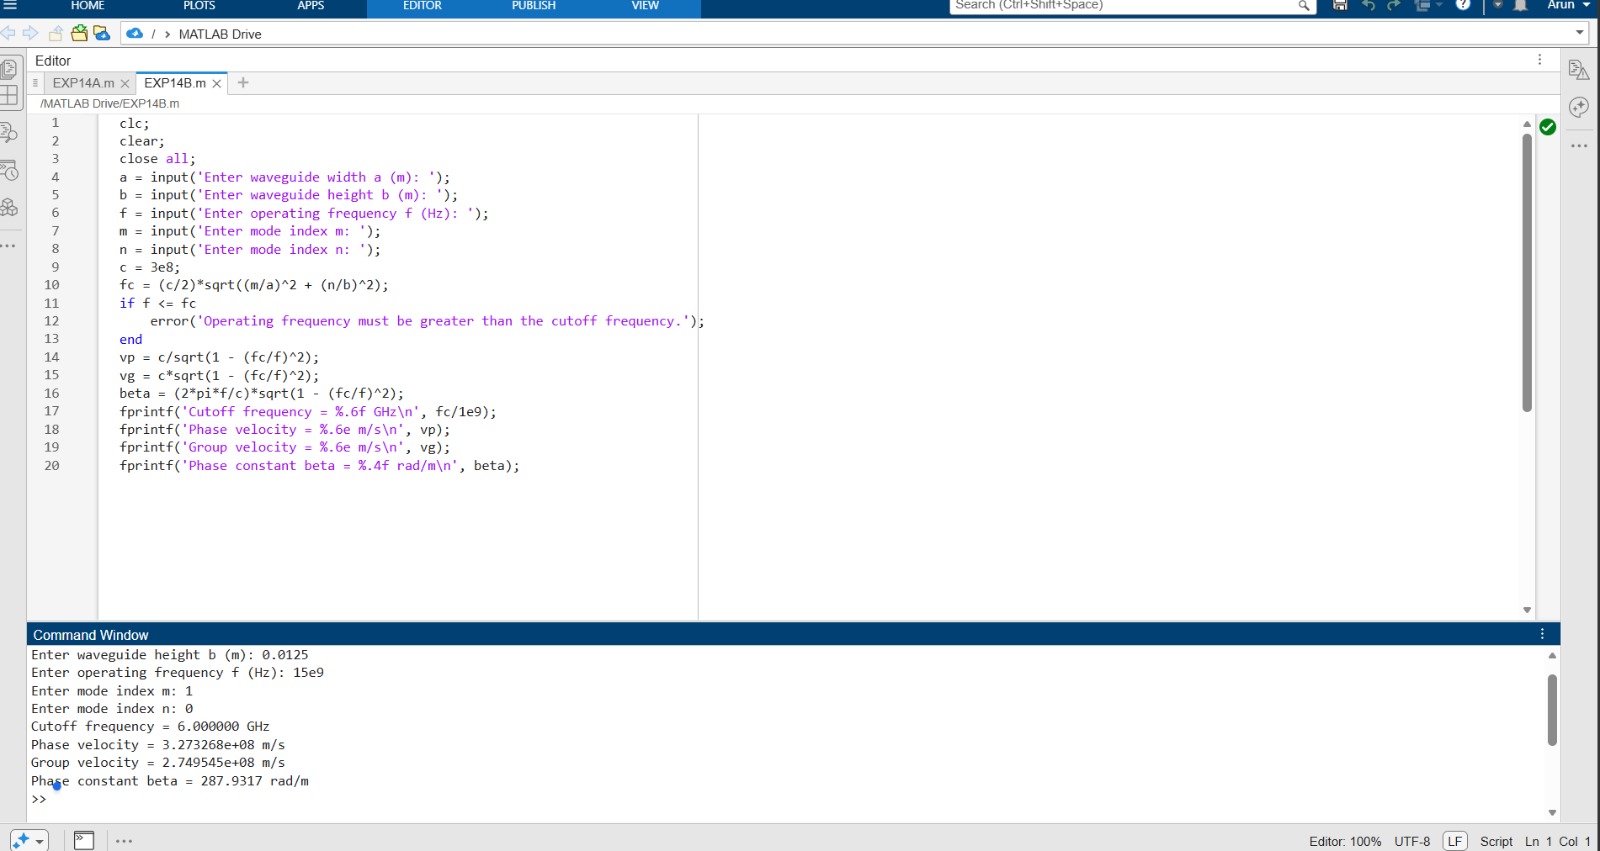 HOME PLOTS APPS EDITOR PUBLISH VIEW Search (Ctrl+Shift+Space) Arun
/ › MATLAB Drive
Editor
EXP14A.m EXP14B.m
/MATLAB Drive/EXP14B.m
1 clc;
2 clear;
3 close all;
4 a = input('Enter waveguide width a (m): ');
5 b = input('Enter waveguide height b (m): ');
6 f = input('Enter operating frequency f (Hz): ');
7 m = input('Enter mode index m: ');
8 n = input('Enter mode index n: ');
9 c = 3e8;
10 fc = (c/2)*sqrt((m/a)^2 + (n/b)^2);
11 if f <= fc
12 error('Operating frequency must be greater than the cutoff frequency.');
13 end
14 vp = c/sqrt(1 - (fc/f)^2);
15 vg = c*sqrt(1 - (fc/f)^2);
16 beta = (2*pi*f/c)*sqrt(1 - (fc/f)^2);
17 fprintf('Cutoff frequency = %.6f GHz\n', fc/1e9);
18 fprintf('Phase velocity = %.6e m/s\n', vp);
19 fprintf('Group velocity = %.6e m/s\n', vg);
20 fprintf('Phase constant beta = %.4f rad/m\n', beta);
Command Window
Enter waveguide height b (m): 0.0125
Enter operating frequency f (Hz): 15e9
Enter mode index m: 1
Enter mode index n: 0
Cutoff frequency = 6.000000 GHz
Phase velocity = 3.273268e+08 m/s
Group velocity = 2.749545e+08 m/s
Phase constant beta = 287.9317 rad/m
>>
Editor: 100% UTF-8 LF Script Ln 1 Col 1